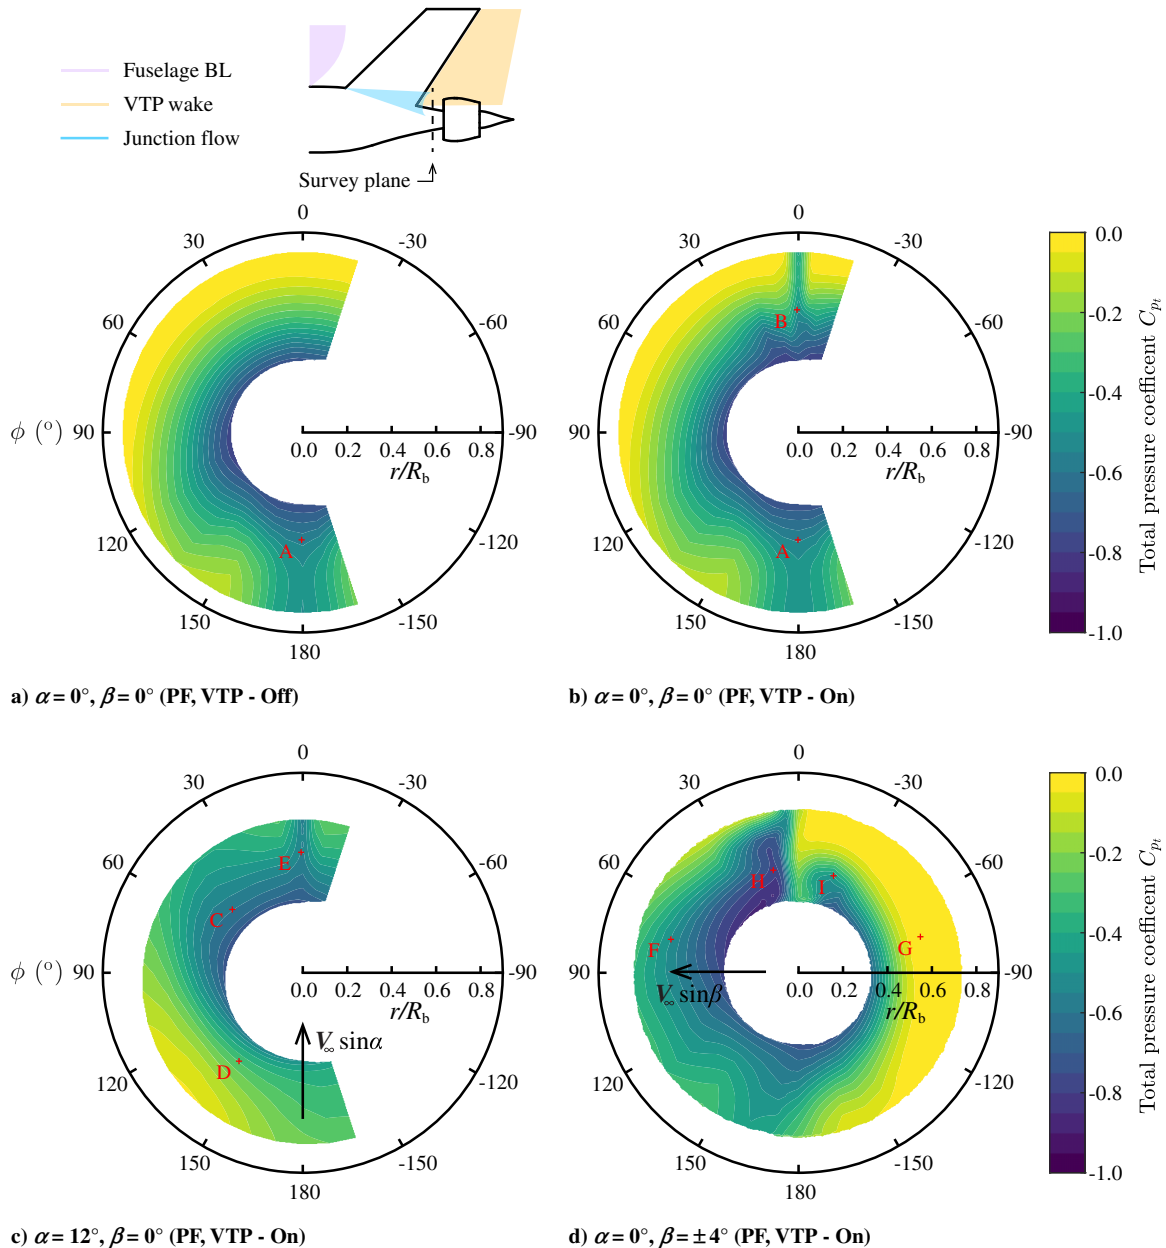 Fuselage BL
VTP wake
Junction flow
Survey plane
0
30
-30
60
-60
ϕ (°)
90
-90
0.0 0.2 0.4 0.6 0.8
r/R_b
120
-120
A
150
-150
180
0
30
-30
60
-60
B
90
-90
0.0 0.2 0.4 0.6 0.8
r/R_b
120
-120
A
150
-150
180
0.0
-0.2
-0.4
-0.6
-0.8
-1.0
Total pressure coefficent C_{p_t}
a) α = 0°, β = 0° (PF, VTP - Off)
b) α = 0°, β = 0° (PF, VTP - On)
0
30
-30
60
-60
E
C
ϕ (°)
90
-90
0.0 0.2 0.4 0.6 0.8
r/R_b
V_∞ sinα
D
120
-120
150
-150
180
0
30
-30
60
-60
H
I
F
G
90
-90
V_∞ sinβ
0.0 0.2 0.4 0.6 0.8
r/R_b
120
-120
150
-150
180
0.0
-0.2
-0.4
-0.6
-0.8
-1.0
Total pressure coefficent C_{p_t}
c) α = 12°, β = 0° (PF, VTP - On)
d) α = 0°, β = ± 4° (PF, VTP - On)